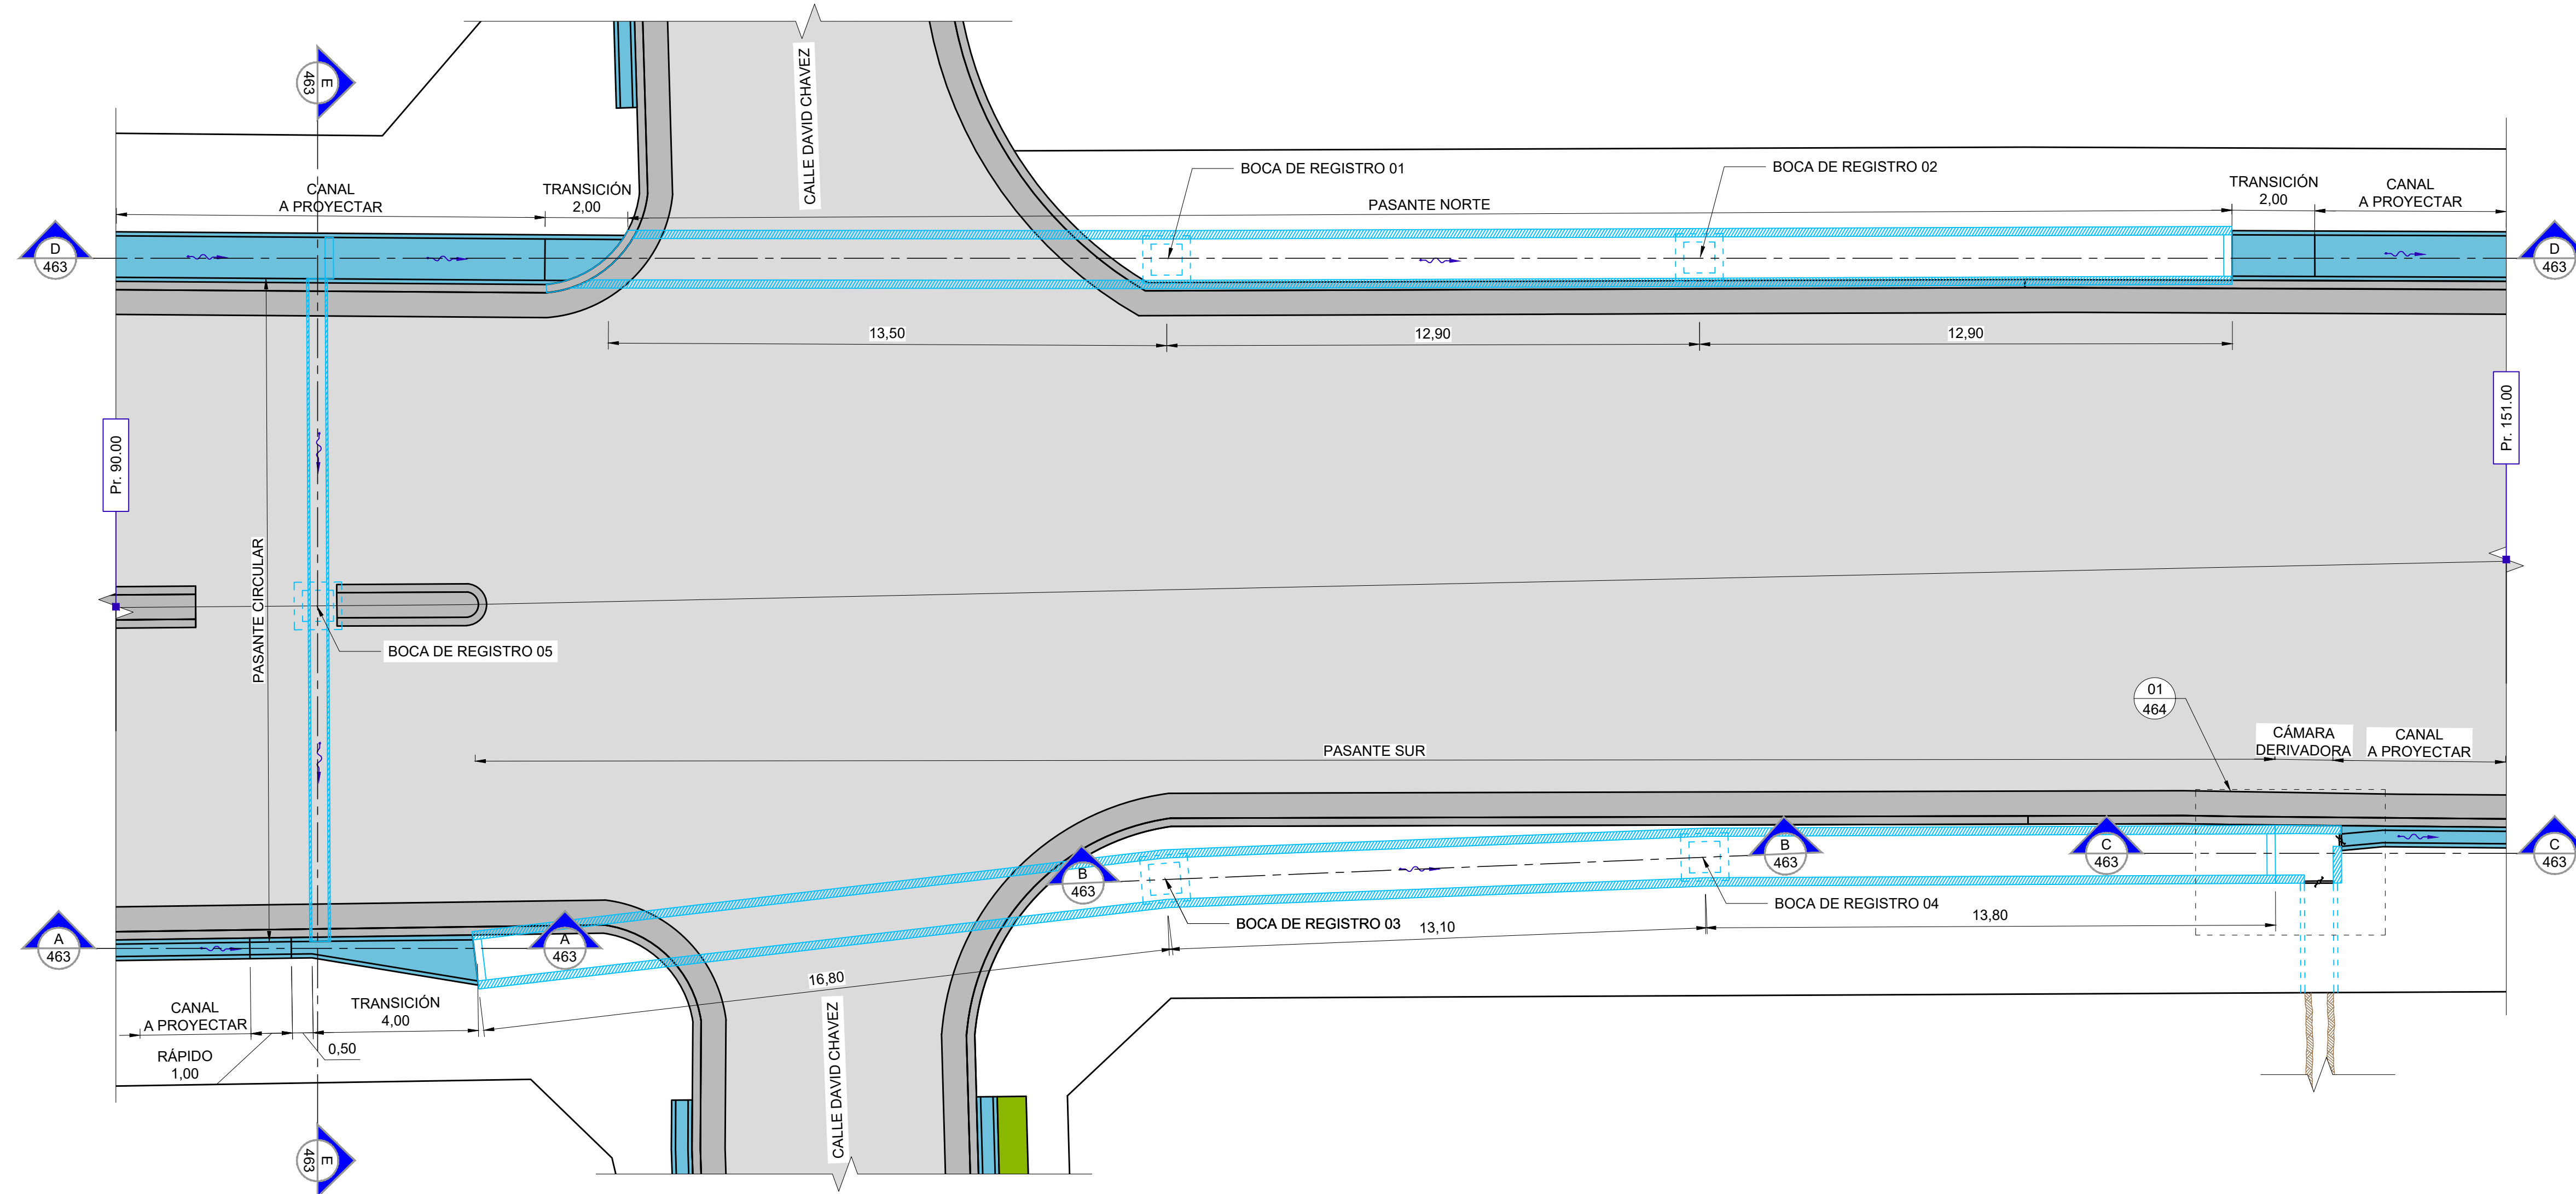 E
463
CALLE DAVID CHAVEZ
BOCA DE REGISTRO 01
BOCA DE REGISTRO 02
CANAL
A PROYECTAR
TRANSICIÓN
2,00
PASANTE NORTE
TRANSICIÓN
2,00
CANAL
A PROYECTAR
D
463
D
463
13,50
12,90
12,90
Pr. 90.00
Pr. 151.00
PASANTE CIRCULAR
BOCA DE REGISTRO 05
01
464
PASANTE SUR
CÁMARA
DERIVADORA
CANAL
A PROYECTAR
A
463
A
463
B
463
B
463
C
463
C
463
BOCA DE REGISTRO 03
BOCA DE REGISTRO 04
13,10
13,80
16,80
CANAL
A PROYECTAR
TRANSICIÓN
4,00
RÁPIDO
1,00
0,50
CALLE DAVID CHAVEZ
E
463